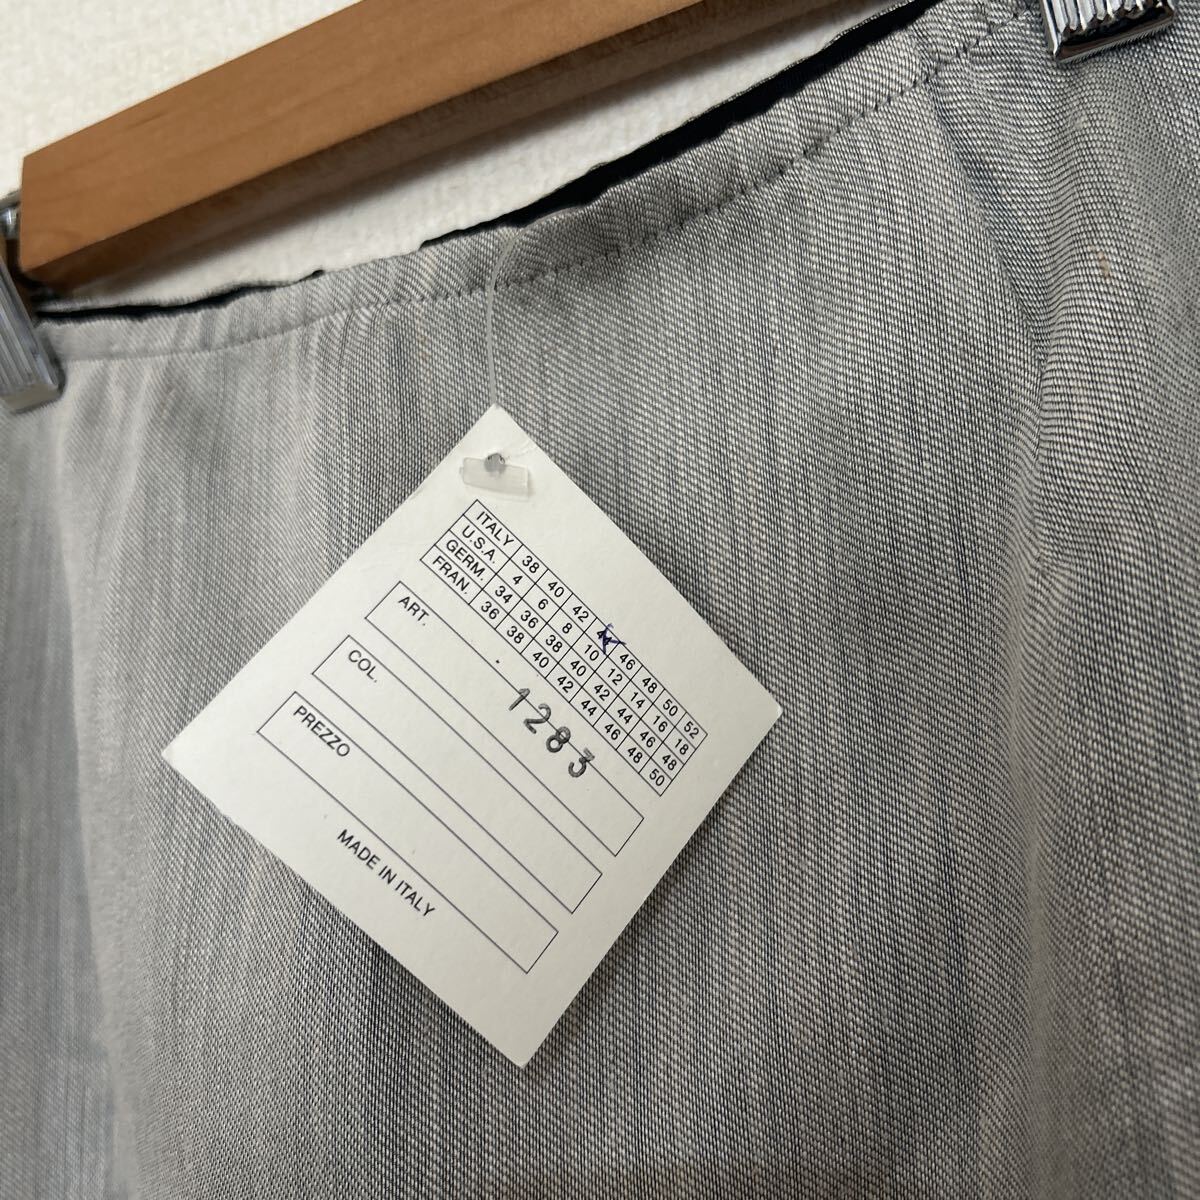 ITALY 38 40 42 44 46 48 50 52
U.S.A. 4 6 8 10 12 14 16 18
GERM. 34 36 38 40 42 44 46 48
FRAN. 36 38 40 42 44 46 48 50
ART. 1283
COL.
PREZZO
MADE IN ITALY